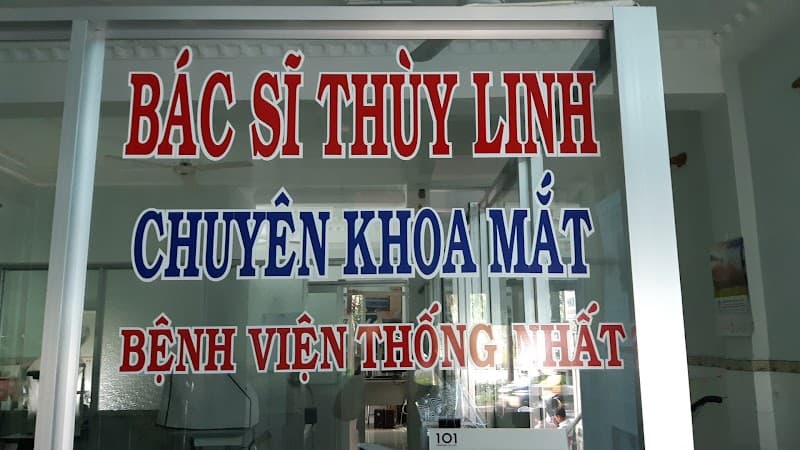 BÁC SĨ THÙY LINH
CHUYÊN KHOA MẮT
BỆNH VIỆN THỐNG NHẤT
101